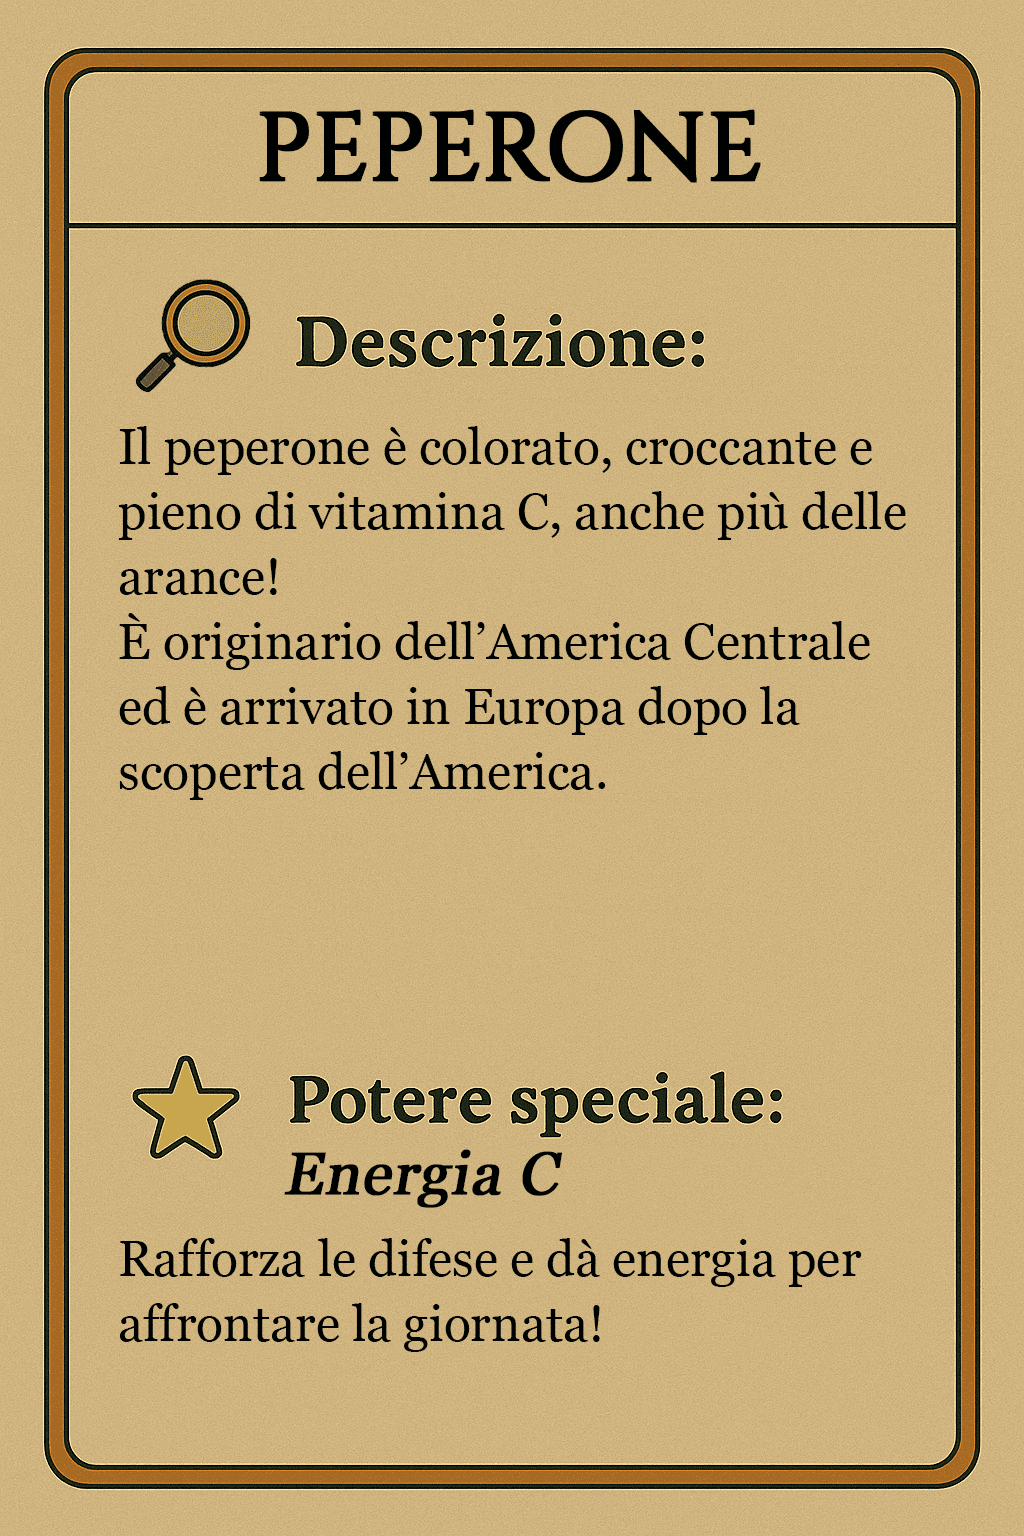 PEPERONE
Descrizione:
Il peperone è colorato, croccante e
pieno di vitamina C, anche più delle
arance!
È originario dell’America Centrale
ed è arrivato in Europa dopo la
scoperta dell’America.
Potere speciale:
Energia C
Rafforza le difese e dà energia per
affrontare la giornata!